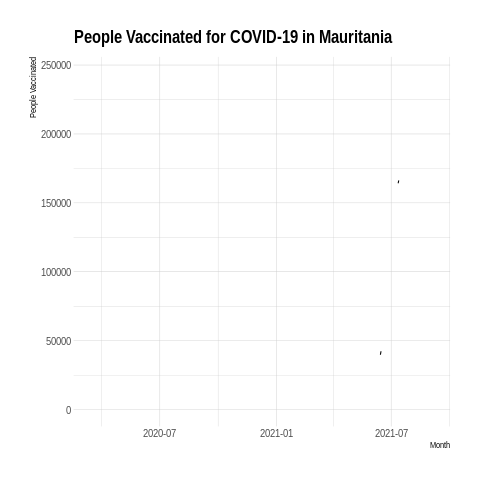 People Vaccinated for COVID-19 in Mauritania
People Vaccinated
250000
200000
150000
100000
50000
0
2020-07 2021-01 2021-07
Month